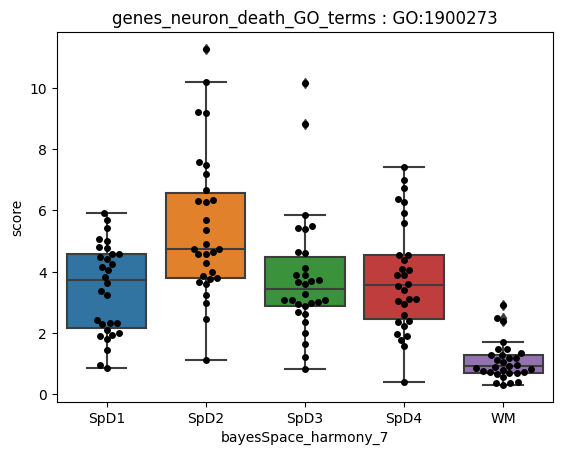 genes_neuron_death_GO_terms : GO:1900273
score
10
8
6
4
2
0
SpD1 SpD2 SpD3 SpD4 WM
bayesSpace_harmony_7